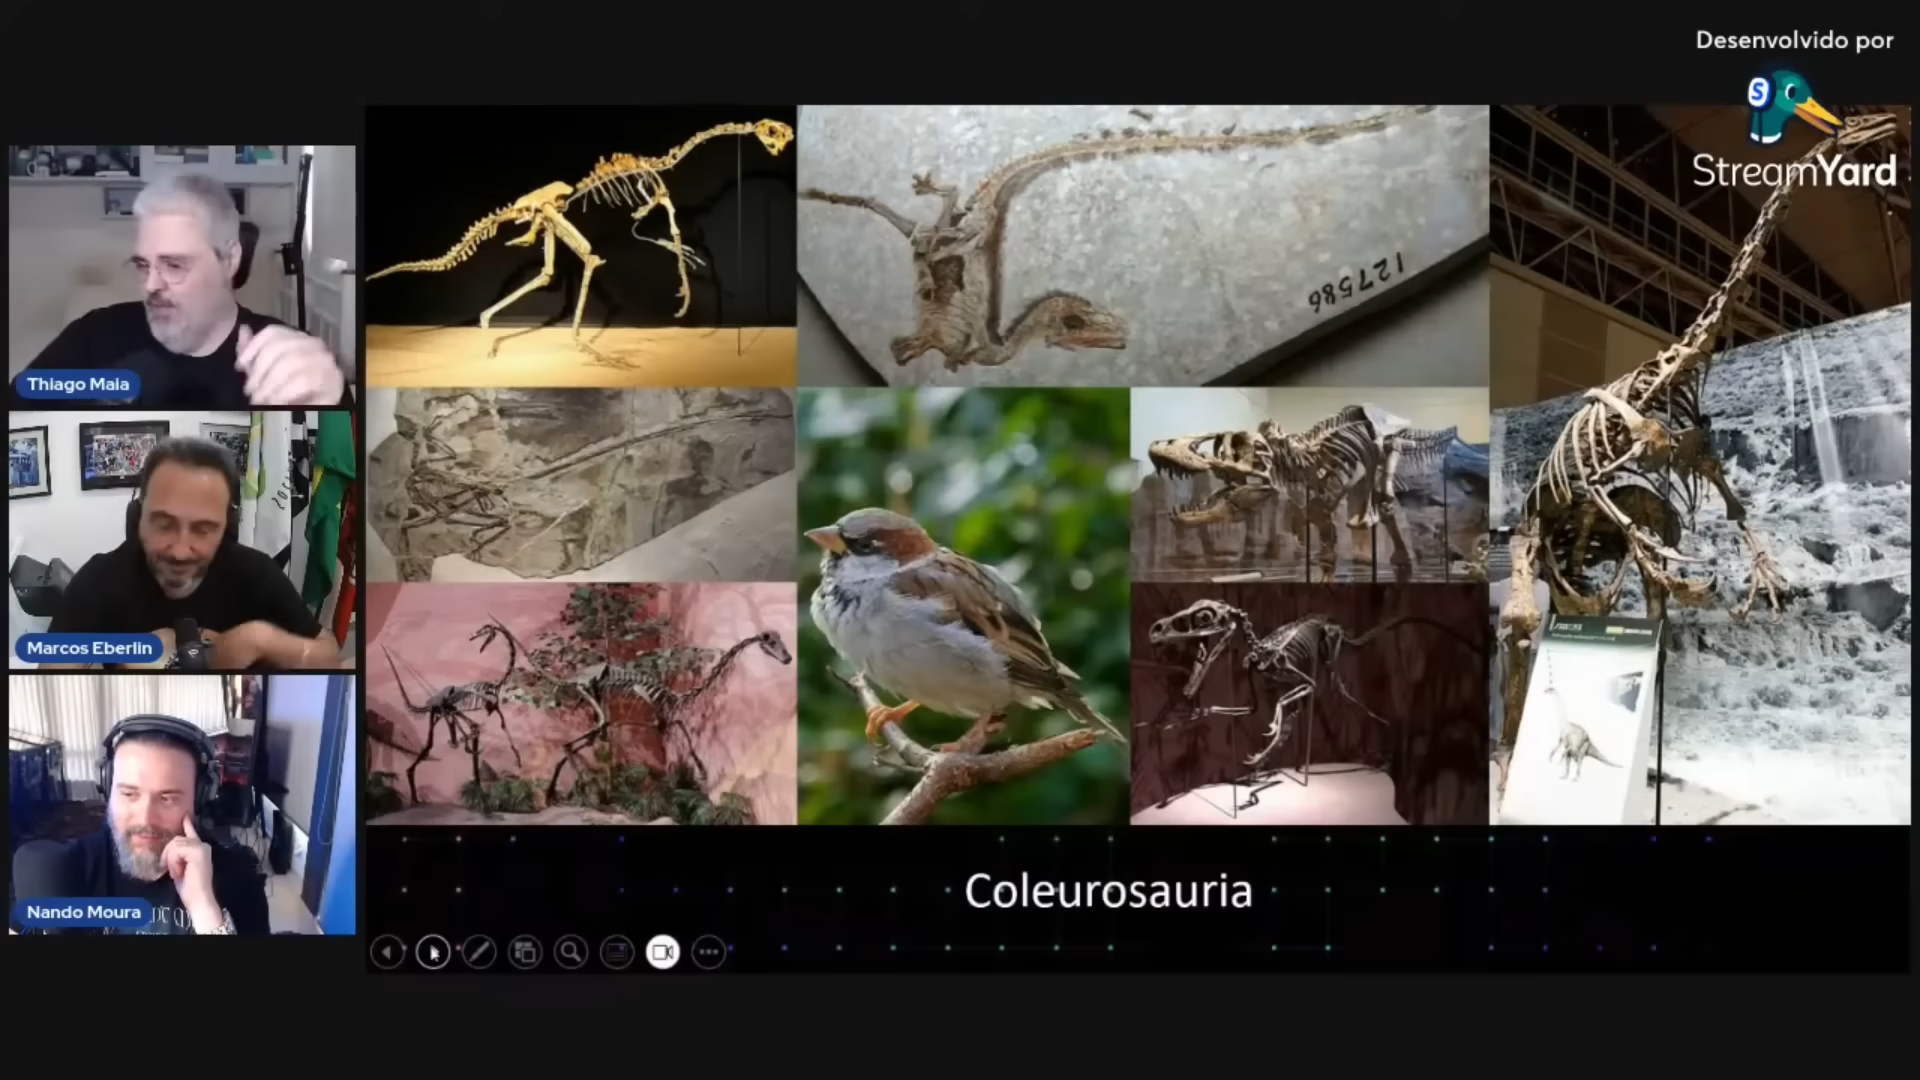 Desenvolvido por
S
StreamYard
Thiago Maia
Marcos Eberlin
Nando Moura
127586
Coleurosauria